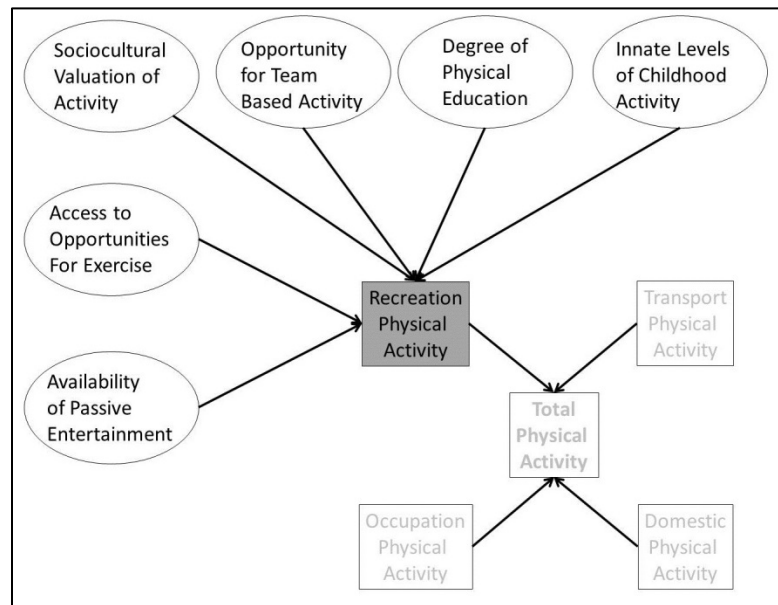 Sociocultural
Valuation of
Activity
Opportunity
for Team
Based Activity
Degree of
Physical
Education
Innate Levels
of Childhood
Activity
Access to
Opportunities
For Exercise
Availability
of Passive
Entertainment
Recreation
Physical
Activity
Transport
Physical
Activity
Total
Physical
Activity
Occupation
Physical
Activity
Domestic
Physical
Activity